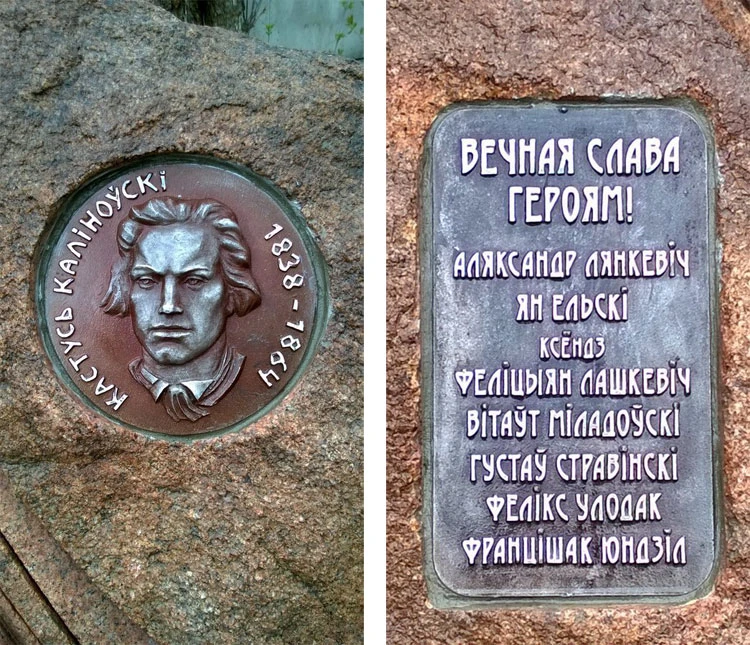 КАСТУСЬ КАЛІНОЎСКІ
1838-1864
ВЕЧНАЯ СЛАВА
ГЕРОЯМ!
АЛЯКСАНДР ЛЯНКЕВІЧ
ЯН ЕЛЬСКІ
КСЁНДЗ
ФЕЛІЦЫЯН ЛАШКЕВІЧ
ВІТАЎТ МІЛАДОЎСКІ
ГУСТАЎ СТРАВІНСКІ
ФЕЛІКС УЛОДАК
ФРАНЦІШАК ЮНДЗІЛ